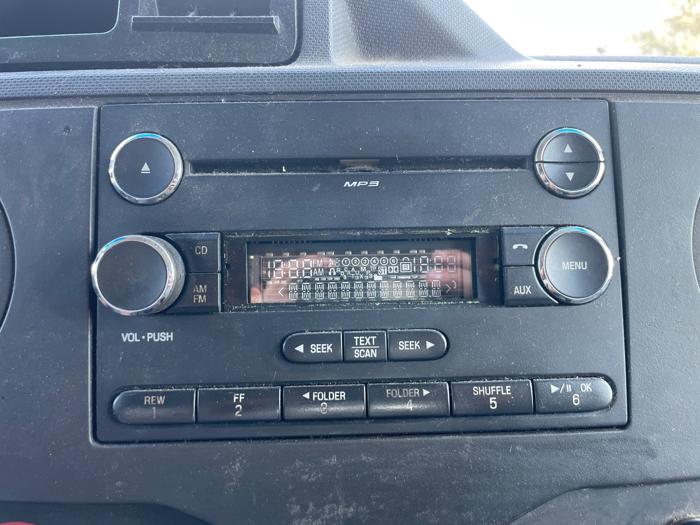 MP3
CD
AM
FM
AUX
MENU
VOL • PUSH
◄ SEEK
TEXT
SCAN
SEEK ►
REW
1
FF
2
◄ FOLDER
3
FOLDER ►
4
SHUFFLE
5
►/II OK
6